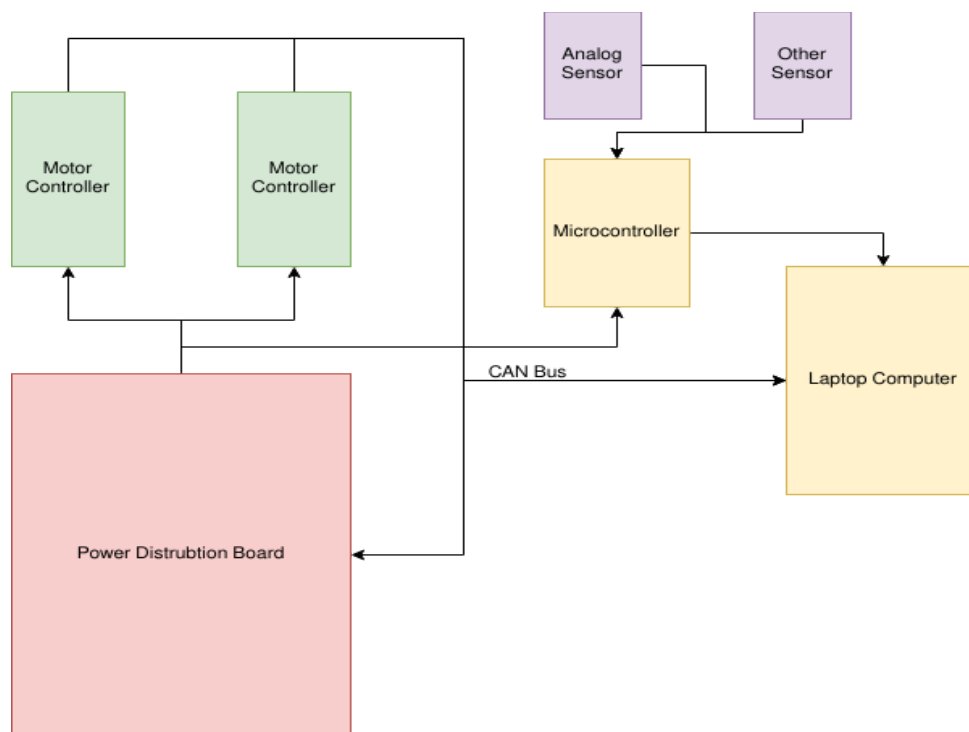 Analog
Sensor
Other
Sensor
Motor
Controller
Motor
Controller
Microcontroller
CAN Bus
Laptop Computer
Power Distrubtion Board